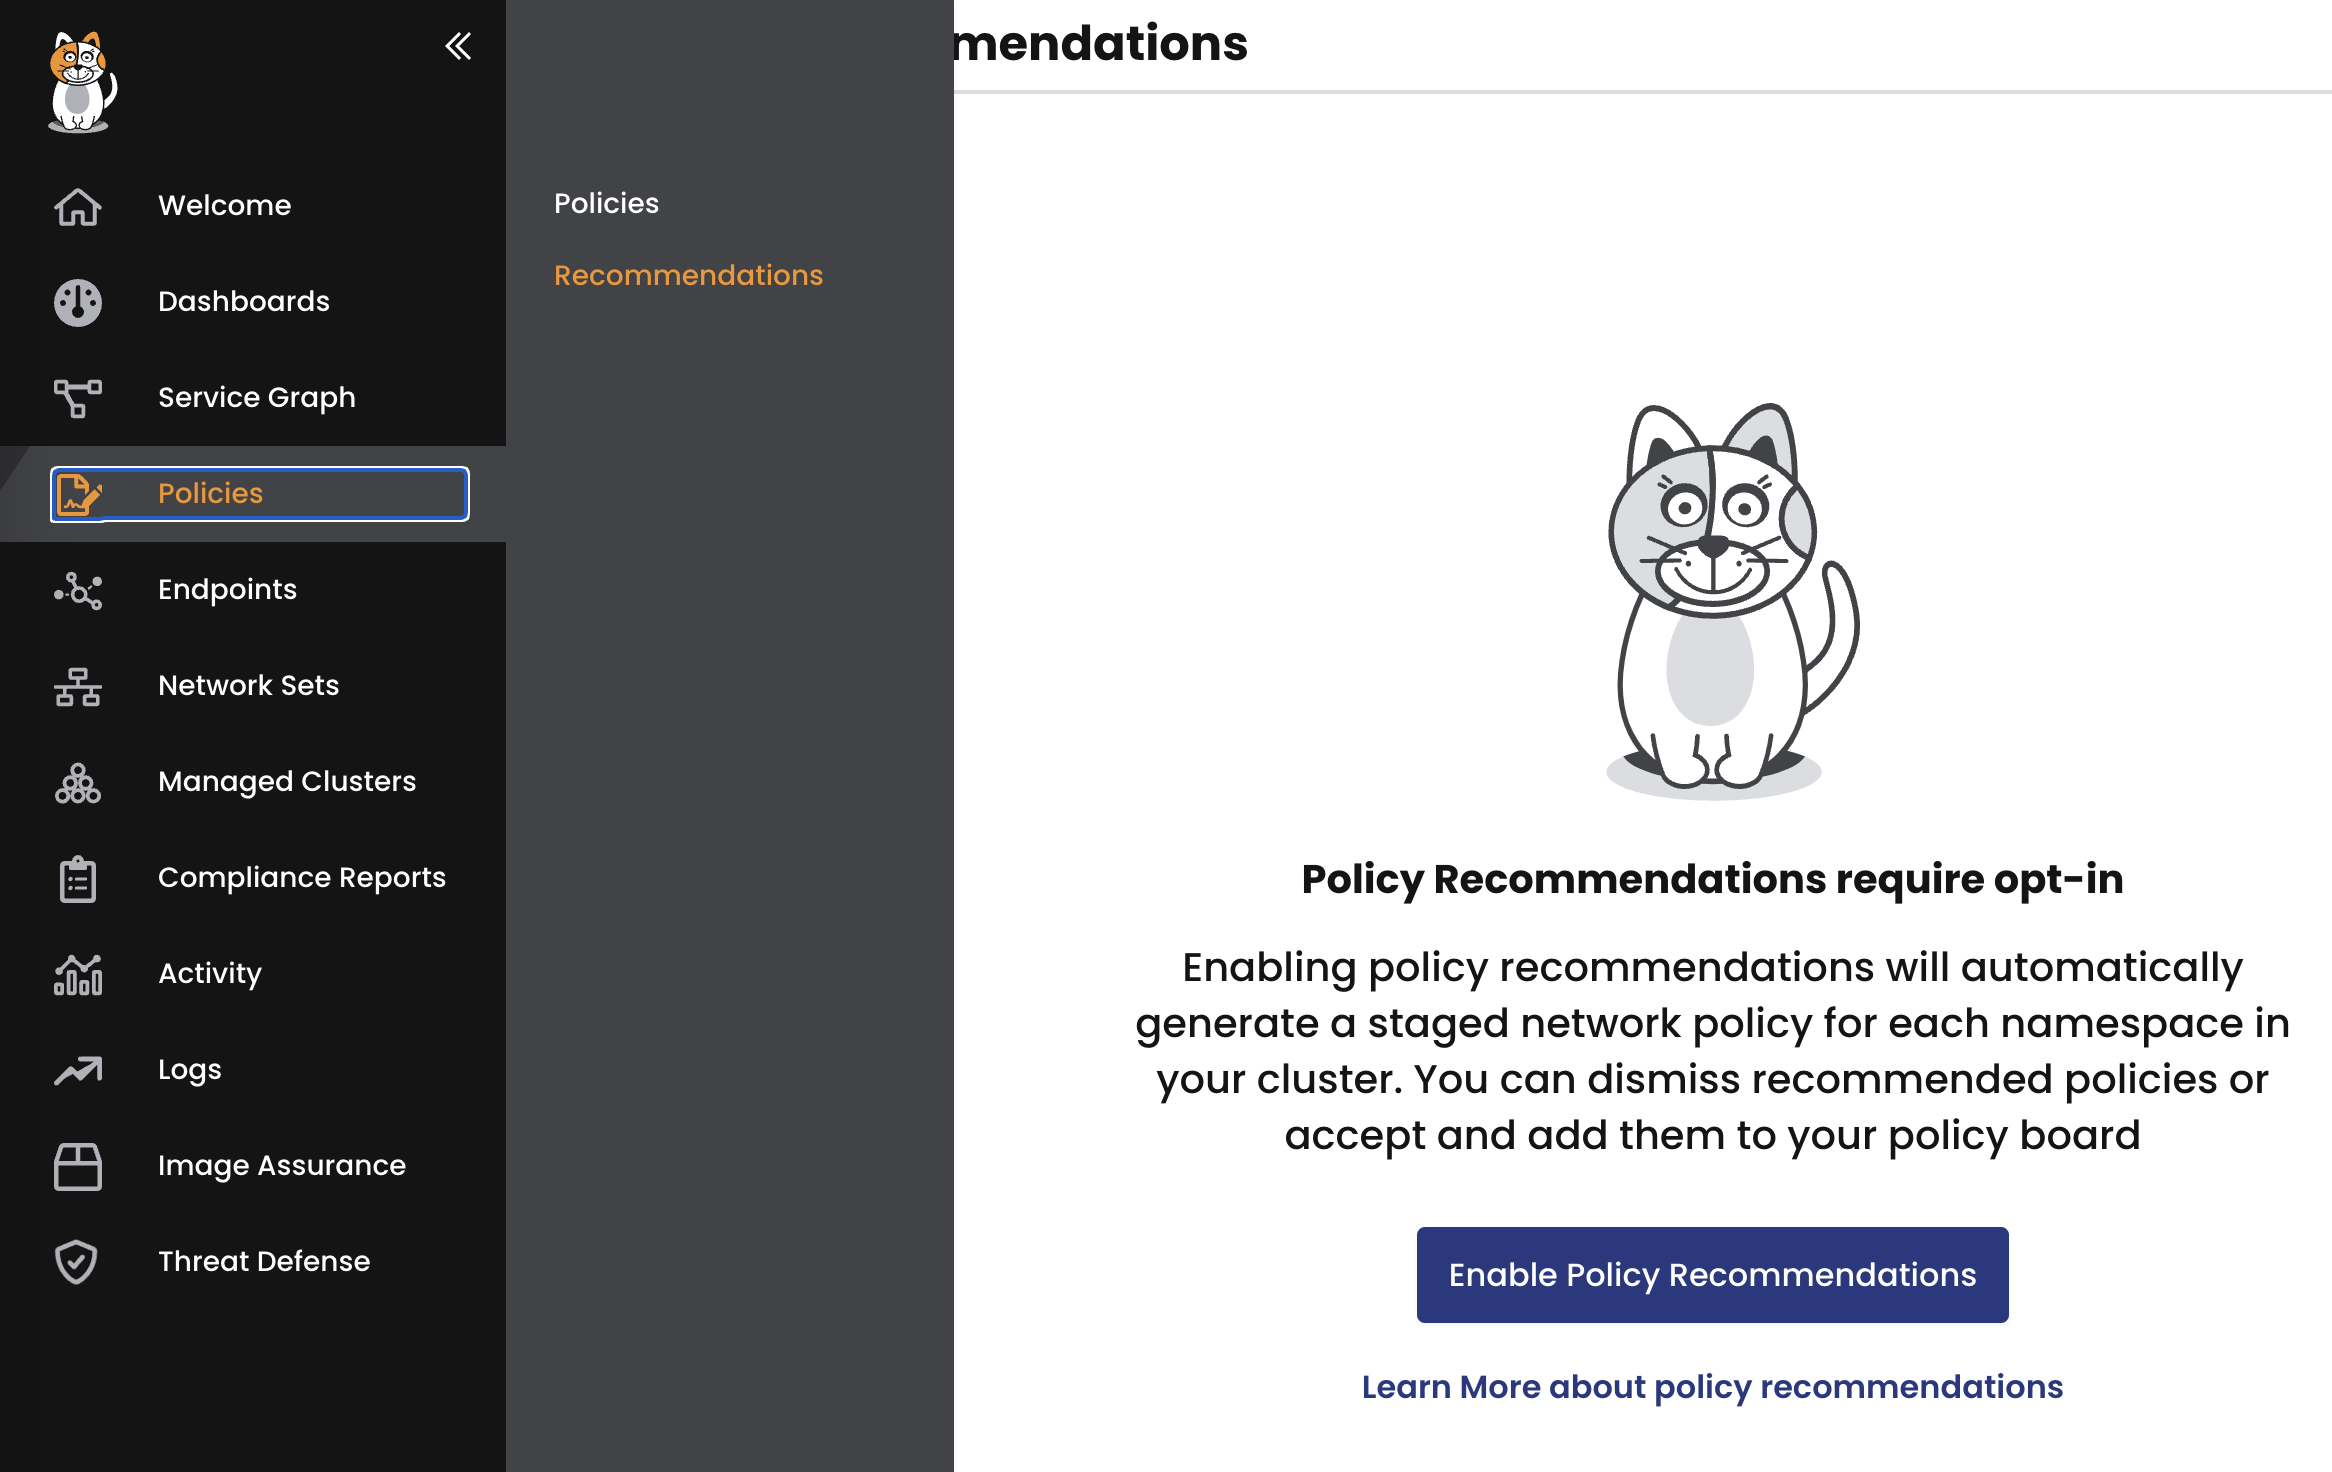 Welcome
Dashboards
Service Graph
Policies
Endpoints
Network Sets
Managed Clusters
Compliance Reports
Activity
Logs
Image Assurance
Threat Defense
Policies
Recommendations
mendations
Policy Recommendations require opt-in
Enabling policy recommendations will automatically
generate a staged network policy for each namespace in
your cluster. You can dismiss recommended policies or
accept and add them to your policy board
Enable Policy Recommendations
Learn More about policy recommendations